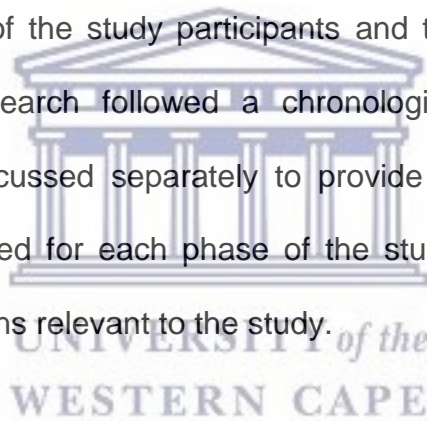 of the study participants and t
search followed a chronologi
cussed separately to provide
ed for each phase of the stu
ns relevant to the study.
UNIVERSITY of the
WESTERN CAPE